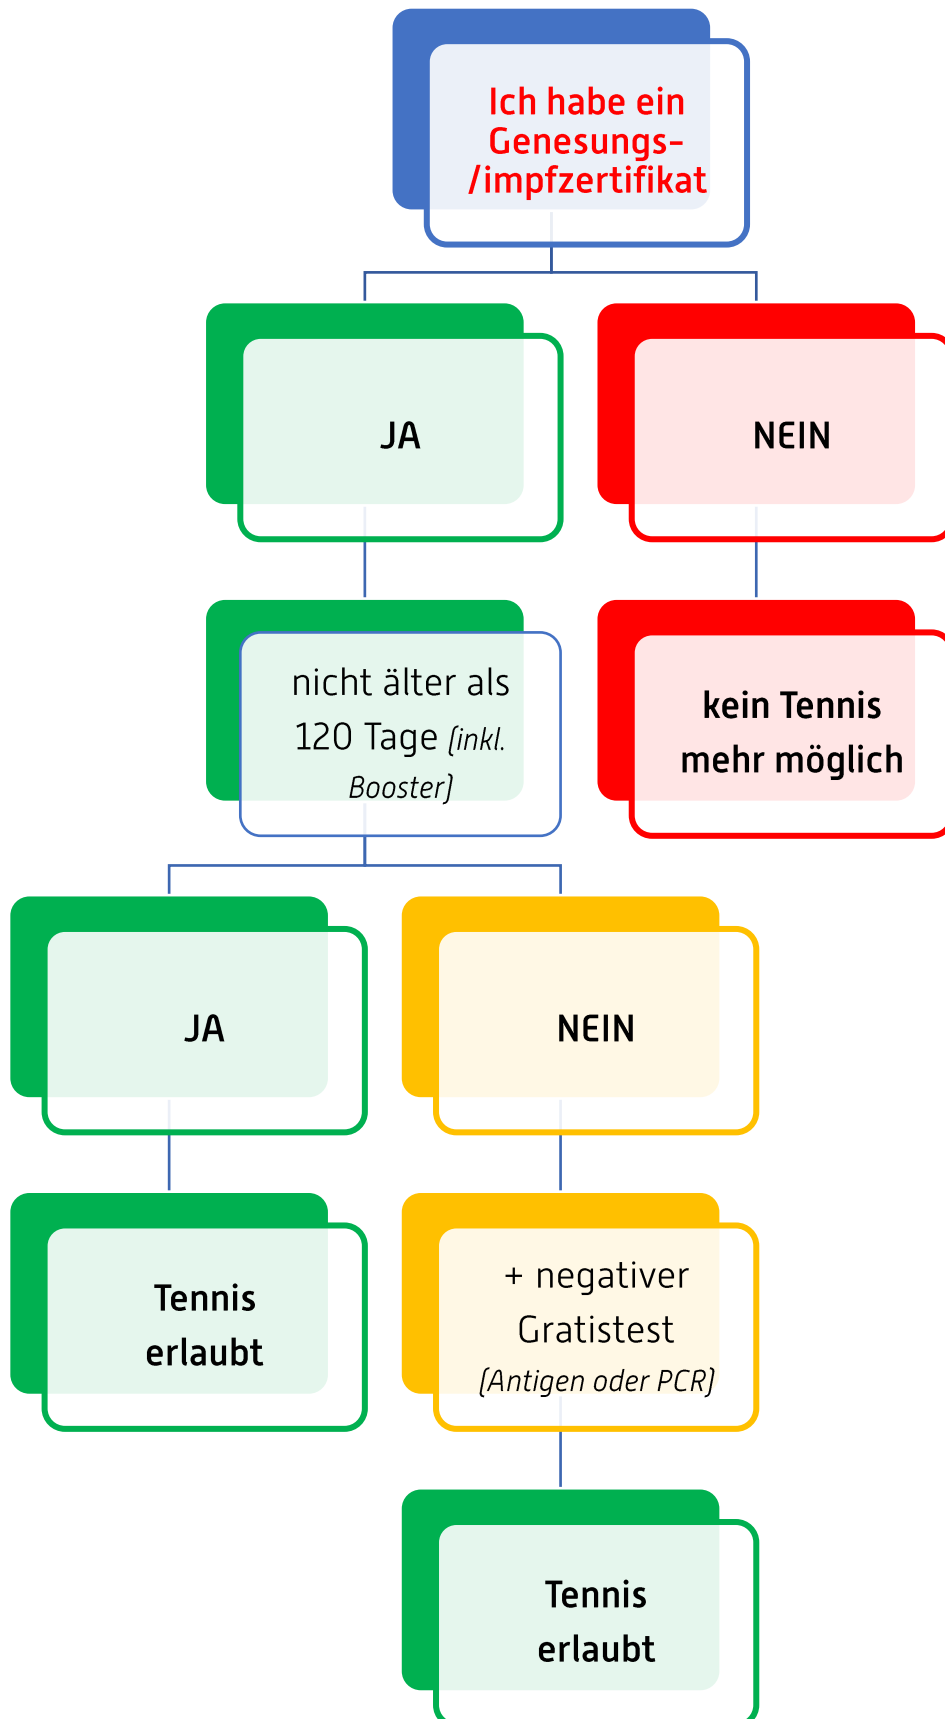 Ich habe ein
Genesungs-
/impfzertifikat
JA
NEIN
nicht älter als
120 Tage (inkl.
Booster)
kein Tennis
mehr möglich
JA
NEIN
Tennis
erlaubt
+ negativer
Gratistest
(Antigen oder PCR)
Tennis
erlaubt